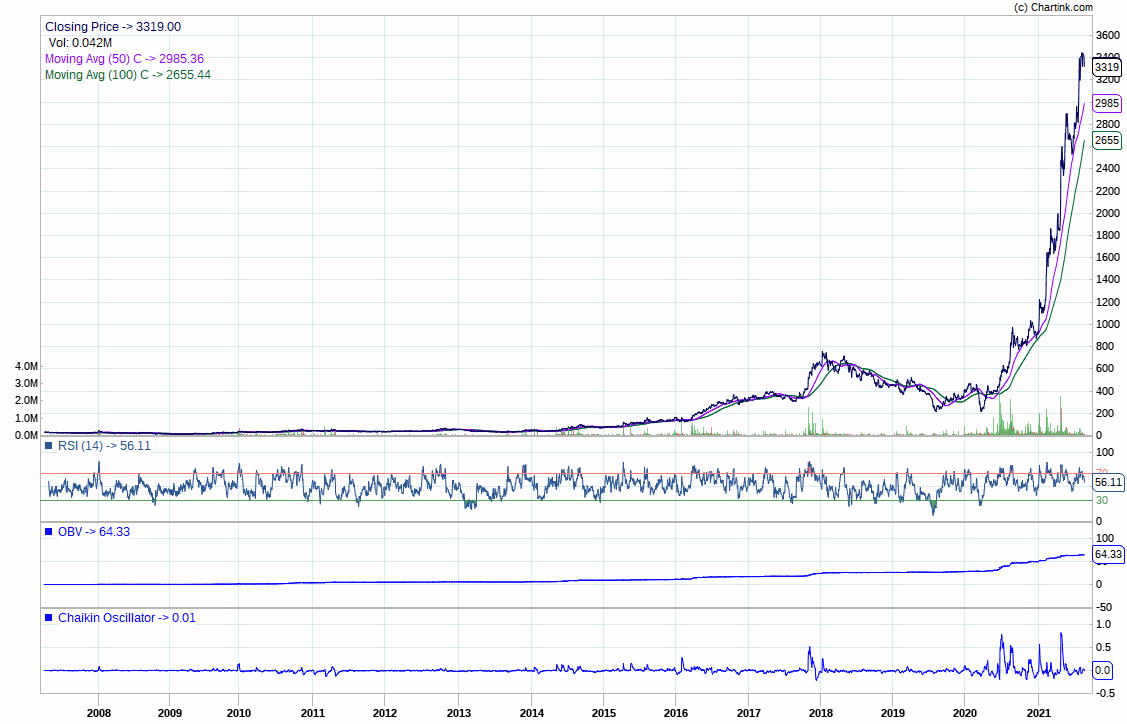 (c) Chartink.com
Closing Price -> 3319.00
Vol: 0.042M
Moving Avg (50) C -> 2985.36
Moving Avg (100) C -> 2655.44
3600
3400
3319
3200
2985
2800
2655
2400
2200
2000
1800
1600
1400
1200
1000
800
600
400
200
0
4.0M
3.0M
2.0M
1.0M
0.0M
RSI (14) -> 56.11
100
70
56.11
30
0
OBV -> 64.33
100
64.33
0
-50
Chaikin Oscillator -> 0.01
1.0
0.5
0.0
-0.5
2008 2009 2010 2011 2012 2013 2014 2015 2016 2017 2018 2019 2020 2021